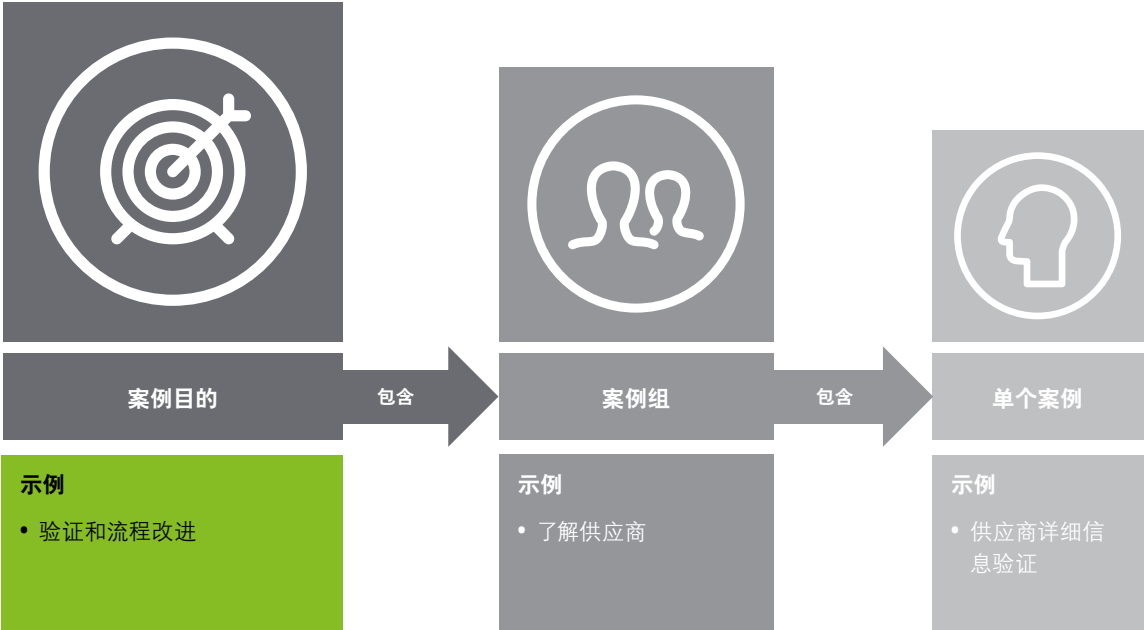 案例目的
包含
案例组
包含
单个案例
示例
• 验证和流程改进
示例
• 了解供应商
示例
• 供应商详细信
息验证